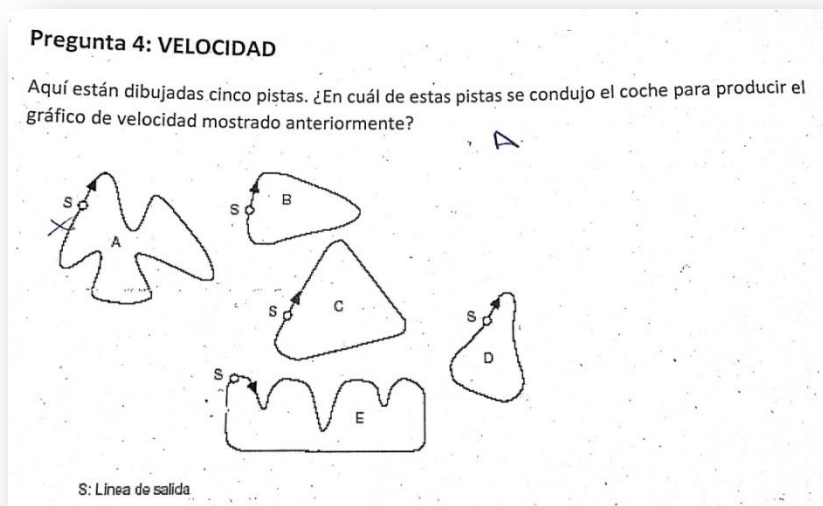 Pregunta 4: VELOCIDAD
Aquí están dibujadas cinco pistas. ¿En cuál de estas pistas se condujo el coche para producir el
gráfico de velocidad mostrado anteriormente?
A
S
A
S
B
S
C
S
D
S
E
S: Linea de salida